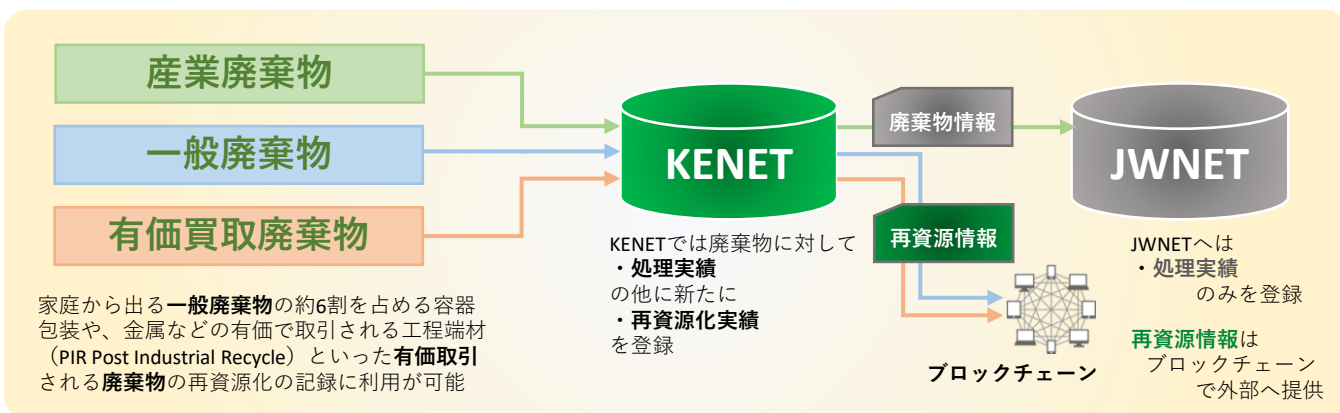 産業廃棄物
一般廃棄物
有価買取廃棄物
家庭から出る一般廃棄物の約6割を占める容器
包装や、金属などの有価で取引される工程端材
（PIR Post Industrial Recycle）といった有価取引
される廃棄物の再資源化の記録に利用が可能
KENET
KENETでは廃棄物に対して
・処理実績
の他に新たに
・再資源化実績
を登録
廃棄物情報
再資源情報
ブロックチェーン
JWNET
JWNETへは
・処理実績
のみを登録
再資源情報は
ブロックチェーン
で外部へ提供